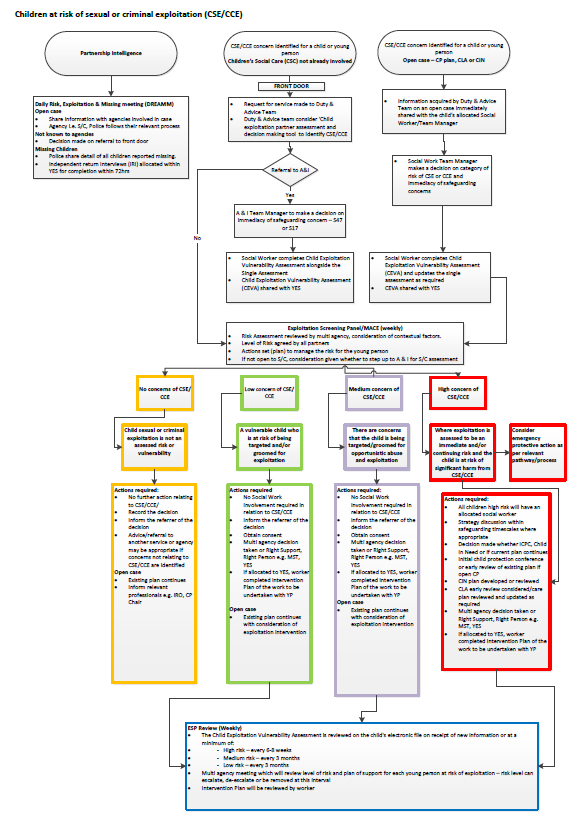 Children at risk of sexual or criminal exploitation (CSE/CCE)
Partnership Intelligence
Daily Risk, Exploitation & Missing meeting (DREAMM)
Open case
• Share information with agencies involved in case
• Agency i.e. S/C, Police follows their relevant process
Not known to agencies
• Decision made on referral to front door
Missing Children
• Police share detail of all children reported missing.
• Independent return interviews (IRI) allocated within
YES for completion within 72hrs
CSE/CCE concern identified for a child or young
person
Children's Social Care (CSC) not already involved
FRONT DOOR
• Request for service made to Duty &
Advice Team
• Duty & Advice team consider 'Child
exploitation partner assessment and
decision making tool to identify CSE/CCE
Referral to A&I
Yes
No
A & I Team Manager to make a decision on
immediacy of safeguarding concern – S47
or S17
• Social Worker completes Child Exploitation
Vulnerability Assessment alongside the
Single Assessment
• Child Exploitation Vulnerability Assessment
(CEVA) shared with YES
CSE/CCE concern identified for a child or young
person
Open case – CP plan, CLA or CIN
• Information acquired by Duty & Advice
Team on an open case immediately
shared with the child's allocated Social
Worker/Team Manager
• Social Work Team Manager
makes a decision on category of
risk of CSE or CCE and
immediacy of safeguarding
concerns
• Social Worker completes Child
Exploitation Vulnerability Assessment
(CEVA) and updates the single
assessment as required
• CEVA shared with YES
Exploitation Screening Panel/MACE (weekly)
• Risk Assessment reviewed by multi agency, consideration of contextual factors.
• Level of Risk agreed by all partners
• Actions set (plan) to manage the risk for the young person
• If not open to S/C, consideration given whether to step up to A & I for S/C assessment
No concerns of CSE/
CCE
Child sexual or criminal
exploitation is not an
assessed risk or
vulnerability
Actions required:
• No further action relating
to CSE/CCE/
• Record the decision
• Inform the referrer of the
decision
• Advice/referral to
another service or agency
may be appropriate if
concerns not relating to
CSE/CCE are identified
Open case
• Existing plan continues
• Inform relevant
professionals e.g. IRO, CP
Chair
Low concern of CSE/
CCE
A vulnerable child who
is at risk of being
targeted and/or
groomed for
exploitation
Actions required
• No Social Work
Involvement required in
relation to CSE/CCE
• Inform the referrer of the
decision
• Obtain consent
• Multi agency decision
taken or Right Support,
Right Person e.g. MST,
YES
• If allocated to YES, worker
completed Intervention
Plan of the work to be
undertaken with YP
Open case
• Existing plan continues
with consideration of
exploitation intervention
Medium concern of
CSE/CCE
There are concerns
that the child is being
targeted/groomed for
opportunistic abuse
and exploitation
Actions required:
• No Social Work
Involvement required in
relation to CSE/CCE
• Inform the referrer of the
decision
• Obtain consent
• Multi agency decision
taken or Right Support,
Right Person e.g. MST,
YES
• If allocated to YES, worker
completed Intervention
Plan of the work to be
undertaken with YP
Open case
• Existing plan continues
with consideration of
exploitation intervention
High concern of
CSE/CCE
Where exploitation is
assessed to be an
immediate and/or
continuing risk and the
child is at risk of
significant harm from
CSE/CCE
Consider
emergency
protective action as
per relevant
pathway/process
Actions required:
• All children high risk will have an
allocated social worker
• Strategy discussion within
safeguarding timescales where
appropriate
• Decision made whether ICPC, Child
In Need or if current plan continues
• Initial child protection conference
or early review of existing plan if
open CP
• CIN plan developed or reviewed
• CLA early review considered/care
plan reviewed and updated as
required
• Multi agency decision taken or
Right Support, Right Person e.g.
MST, YES
• If allocated to YES, worker
completed Intervention Plan of the
work to be undertaken with YP
ESP Review (Weekly)
• The Child Exploitation Vulnerability Assessment is reviewed on the child's electronic file on receipt of new information or at a
minimum of:
• - High risk – every 6-8 weeks
• - Medium risk – every 3 months
• - Low risk – every 3 months
• Multi agency meeting which will review level of risk and plan of support for each young person at risk of exploitation – risk level can
escalate, de-escalate or be removed at this interval
• Intervention Plan will be reviewed by worker